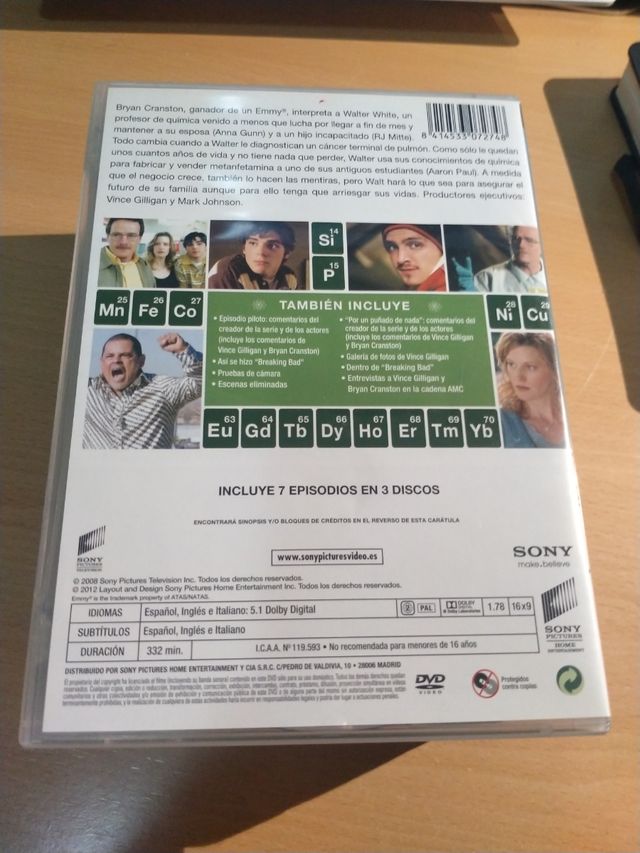 Bryan Cranston, ganador de un Emmy®, interpreta a Walter White, un
profesor de química venido a menos que lucha por llegar a fin de mes y
mantener a su esposa (Anna Gunn) y a un hijo incapacitado (RJ Mitte).
Todo cambia cuando a Walter le diagnostican un cáncer terminal de pulmón. Como sólo le quedan
unos cuantos años de vida y no tiene nada que perder, Walter usa sus conocimientos de química
para fabricar y vender metanfetamina a uno de sus antiguos estudiantes (Aaron Paul). A medida
que el negocio crece, también lo hacen las mentiras, pero Walt hará lo que sea para asegurar el
futuro de su familia aunque para ello tenga que arriesgar sus vidas. Productores ejecutivos:
Vince Gilligan y Mark Johnson.
8 414533 072748
14 Si
15 P
25 Mn 26 Fe 27 Co
28 Ni 29 Cu
TAMBIÉN INCLUYE
• Episodio piloto: comentarios del
creador de la serie y de los actores
(incluye los comentarios de
Vince Gilligan y Bryan Cranston)
• Así se hizo "Breaking Bad"
• Pruebas de cámara
• Escenas eliminadas
• "Por un puñado de nada": comentarios del
creador de la serie y de los actores
(incluye los comentarios de Vince Gilligan
y Bryan Cranston)
• Galería de fotos de Vince Gilligan
• Dentro de "Breaking Bad"
• Entrevistas a Vince Gilligan y
Bryan Cranston en la cadena AMC
63 Eu 64 Gd 65 Tb 66 Dy 67 Ho 68 Er 69 Tm 70 Yb
INCLUYE 7 EPISODIOS EN 3 DISCOS
ENCONTRARÁ SINOPSIS Y/O BLOQUES DE CRÉDITOS EN EL REVERSO DE ESTA CARÁTULA
SONY
PICTURES
TELEVISION
www.sonypicturesvideo.es
SONY
make.believe
© 2008 Sony Pictures Television Inc. Todos los derechos reservados.
© 2012 Layout and Design Sony Pictures Home Entertainment Inc. Todos los derechos reservados.
Emmy® is the trademark property of ATAS/NATAS.
IDIOMAS Español, Inglés e Italiano: 5.1 Dolby Digital
2 PAL DOLBY DIGITAL 1.78 16x9
SUBTÍTULOS Español, Inglés e Italiano
DURACIÓN 332 min. I.C.A.A. Nº 119.593 • No recomendada para menores de 16 años
SONY
PICTURES
HOME
ENTERTAINMENT
DISTRIBUIDO POR SONY PICTURES HOME ENTERTAINMENT Y CIA S.R.C. C/PEDRO DE VALDIVIA, 10 • 28006 MADRID
DVD
VIDEO
Protegidos
contra copias